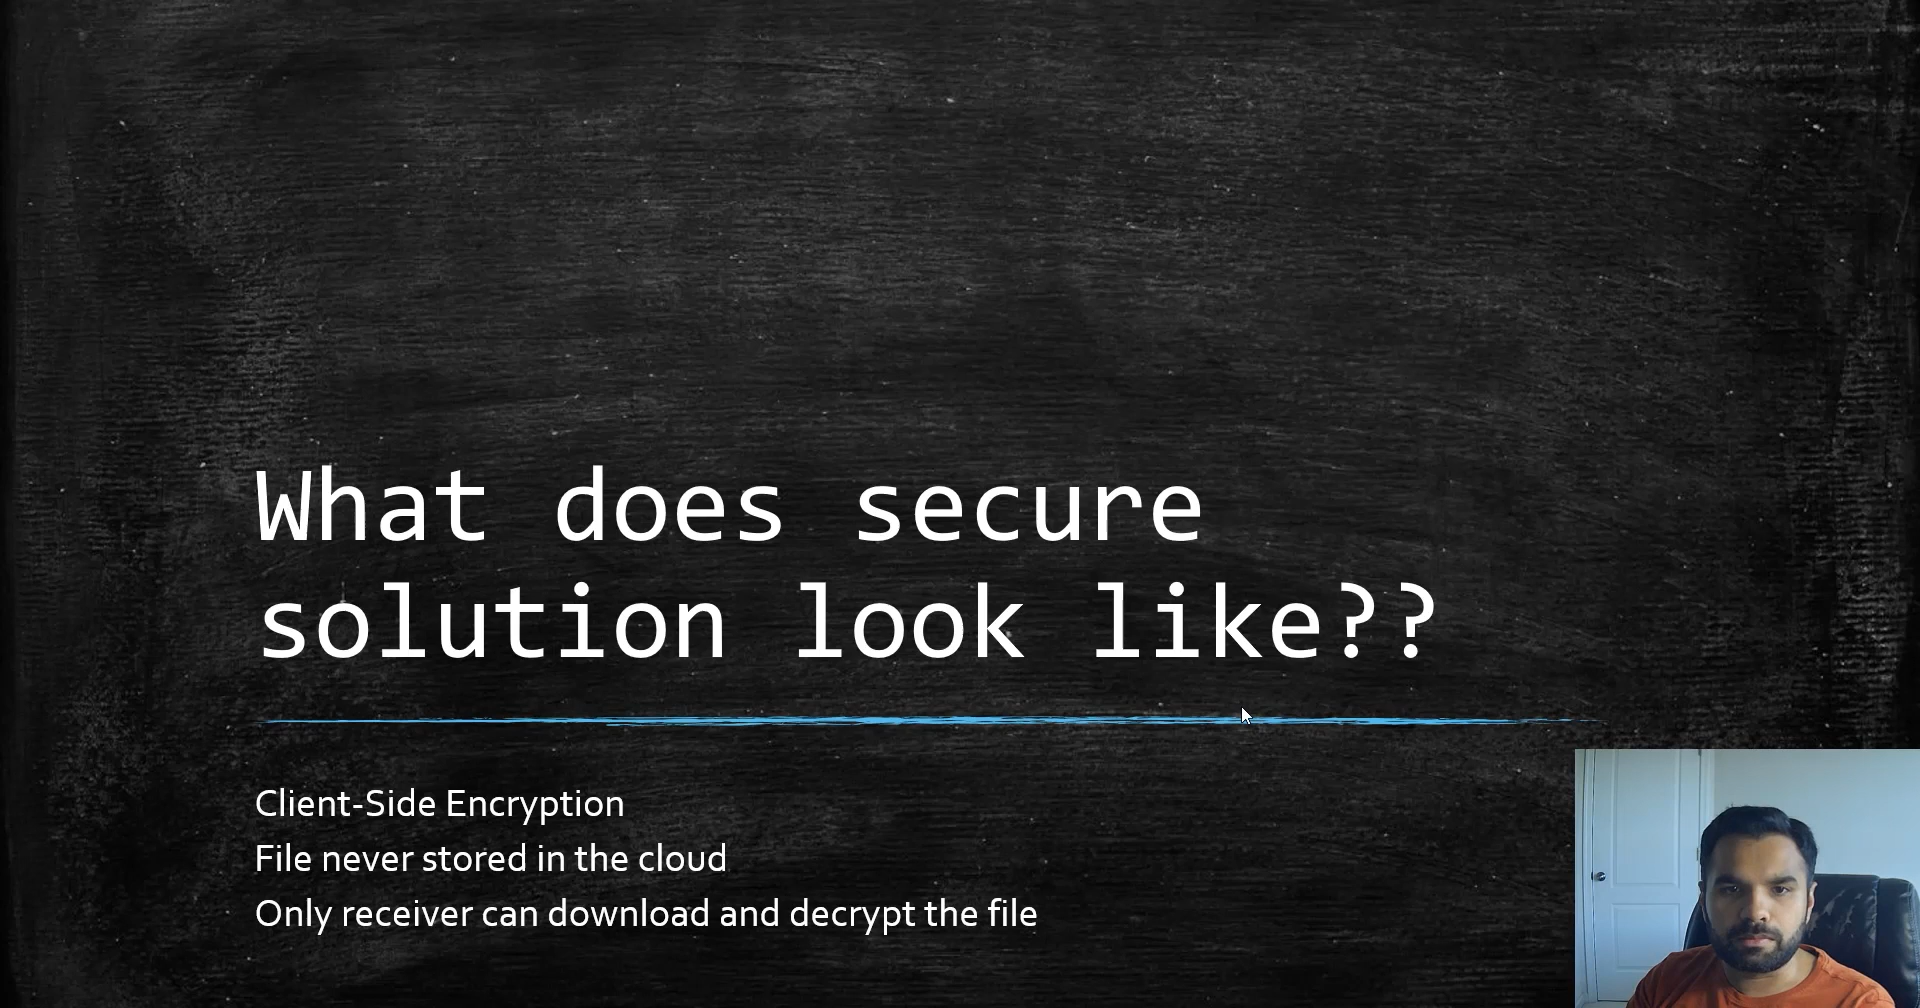 What does secure
solution look like??
Client-Side Encryption
File never stored in the cloud
Only receiver can download and decrypt the file